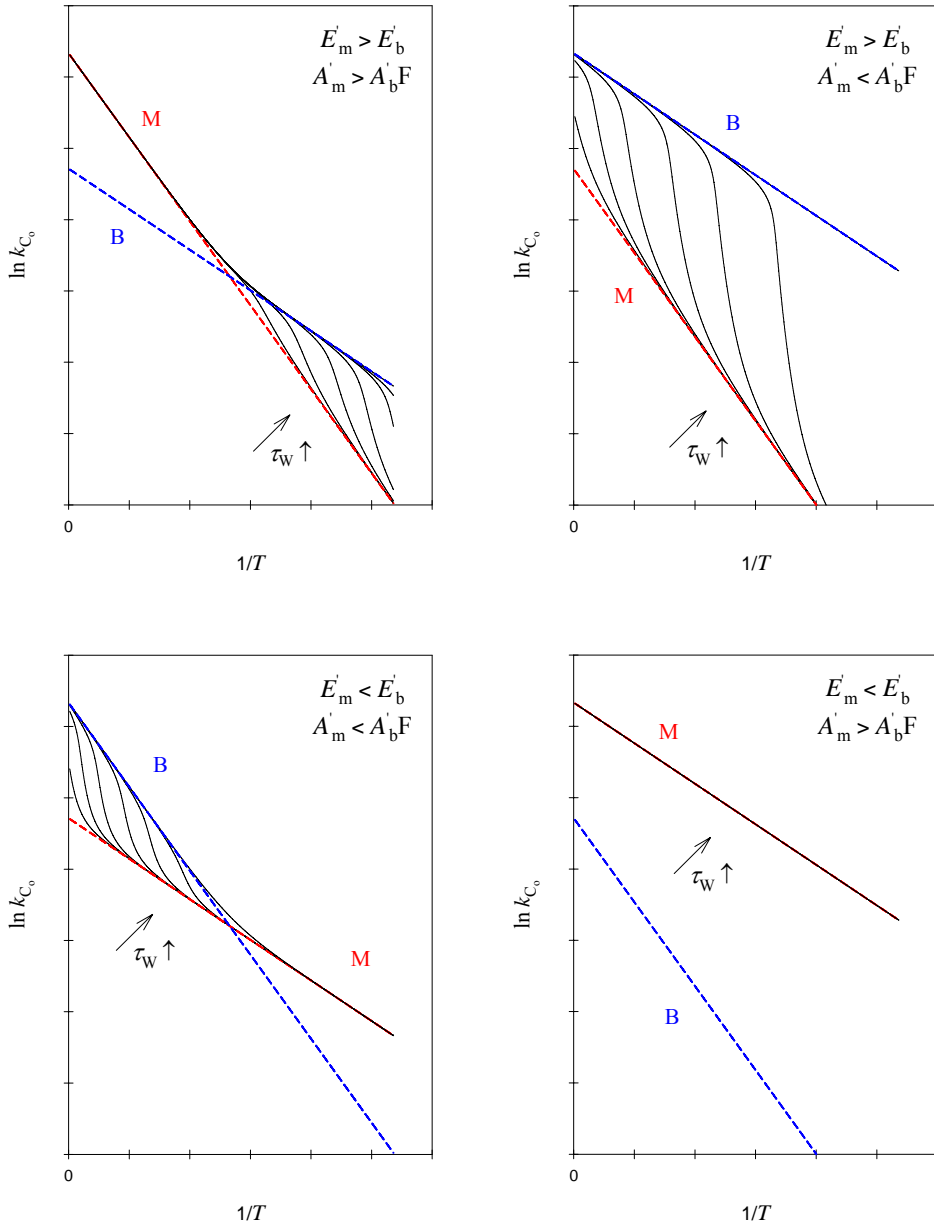 E'm > E'b
A'm > A'bF
M
B
ln kCo
τW ↑
0
1/T
E'm > E'b
A'm < A'bF
B
M
ln kCo
τW ↑
0
1/T
E'm < E'b
A'm < A'bF
B
M
ln kCo
τW ↑
0
1/T
E'm < E'b
A'm > A'bF
M
τW ↑
ln kCo
B
0
1/T